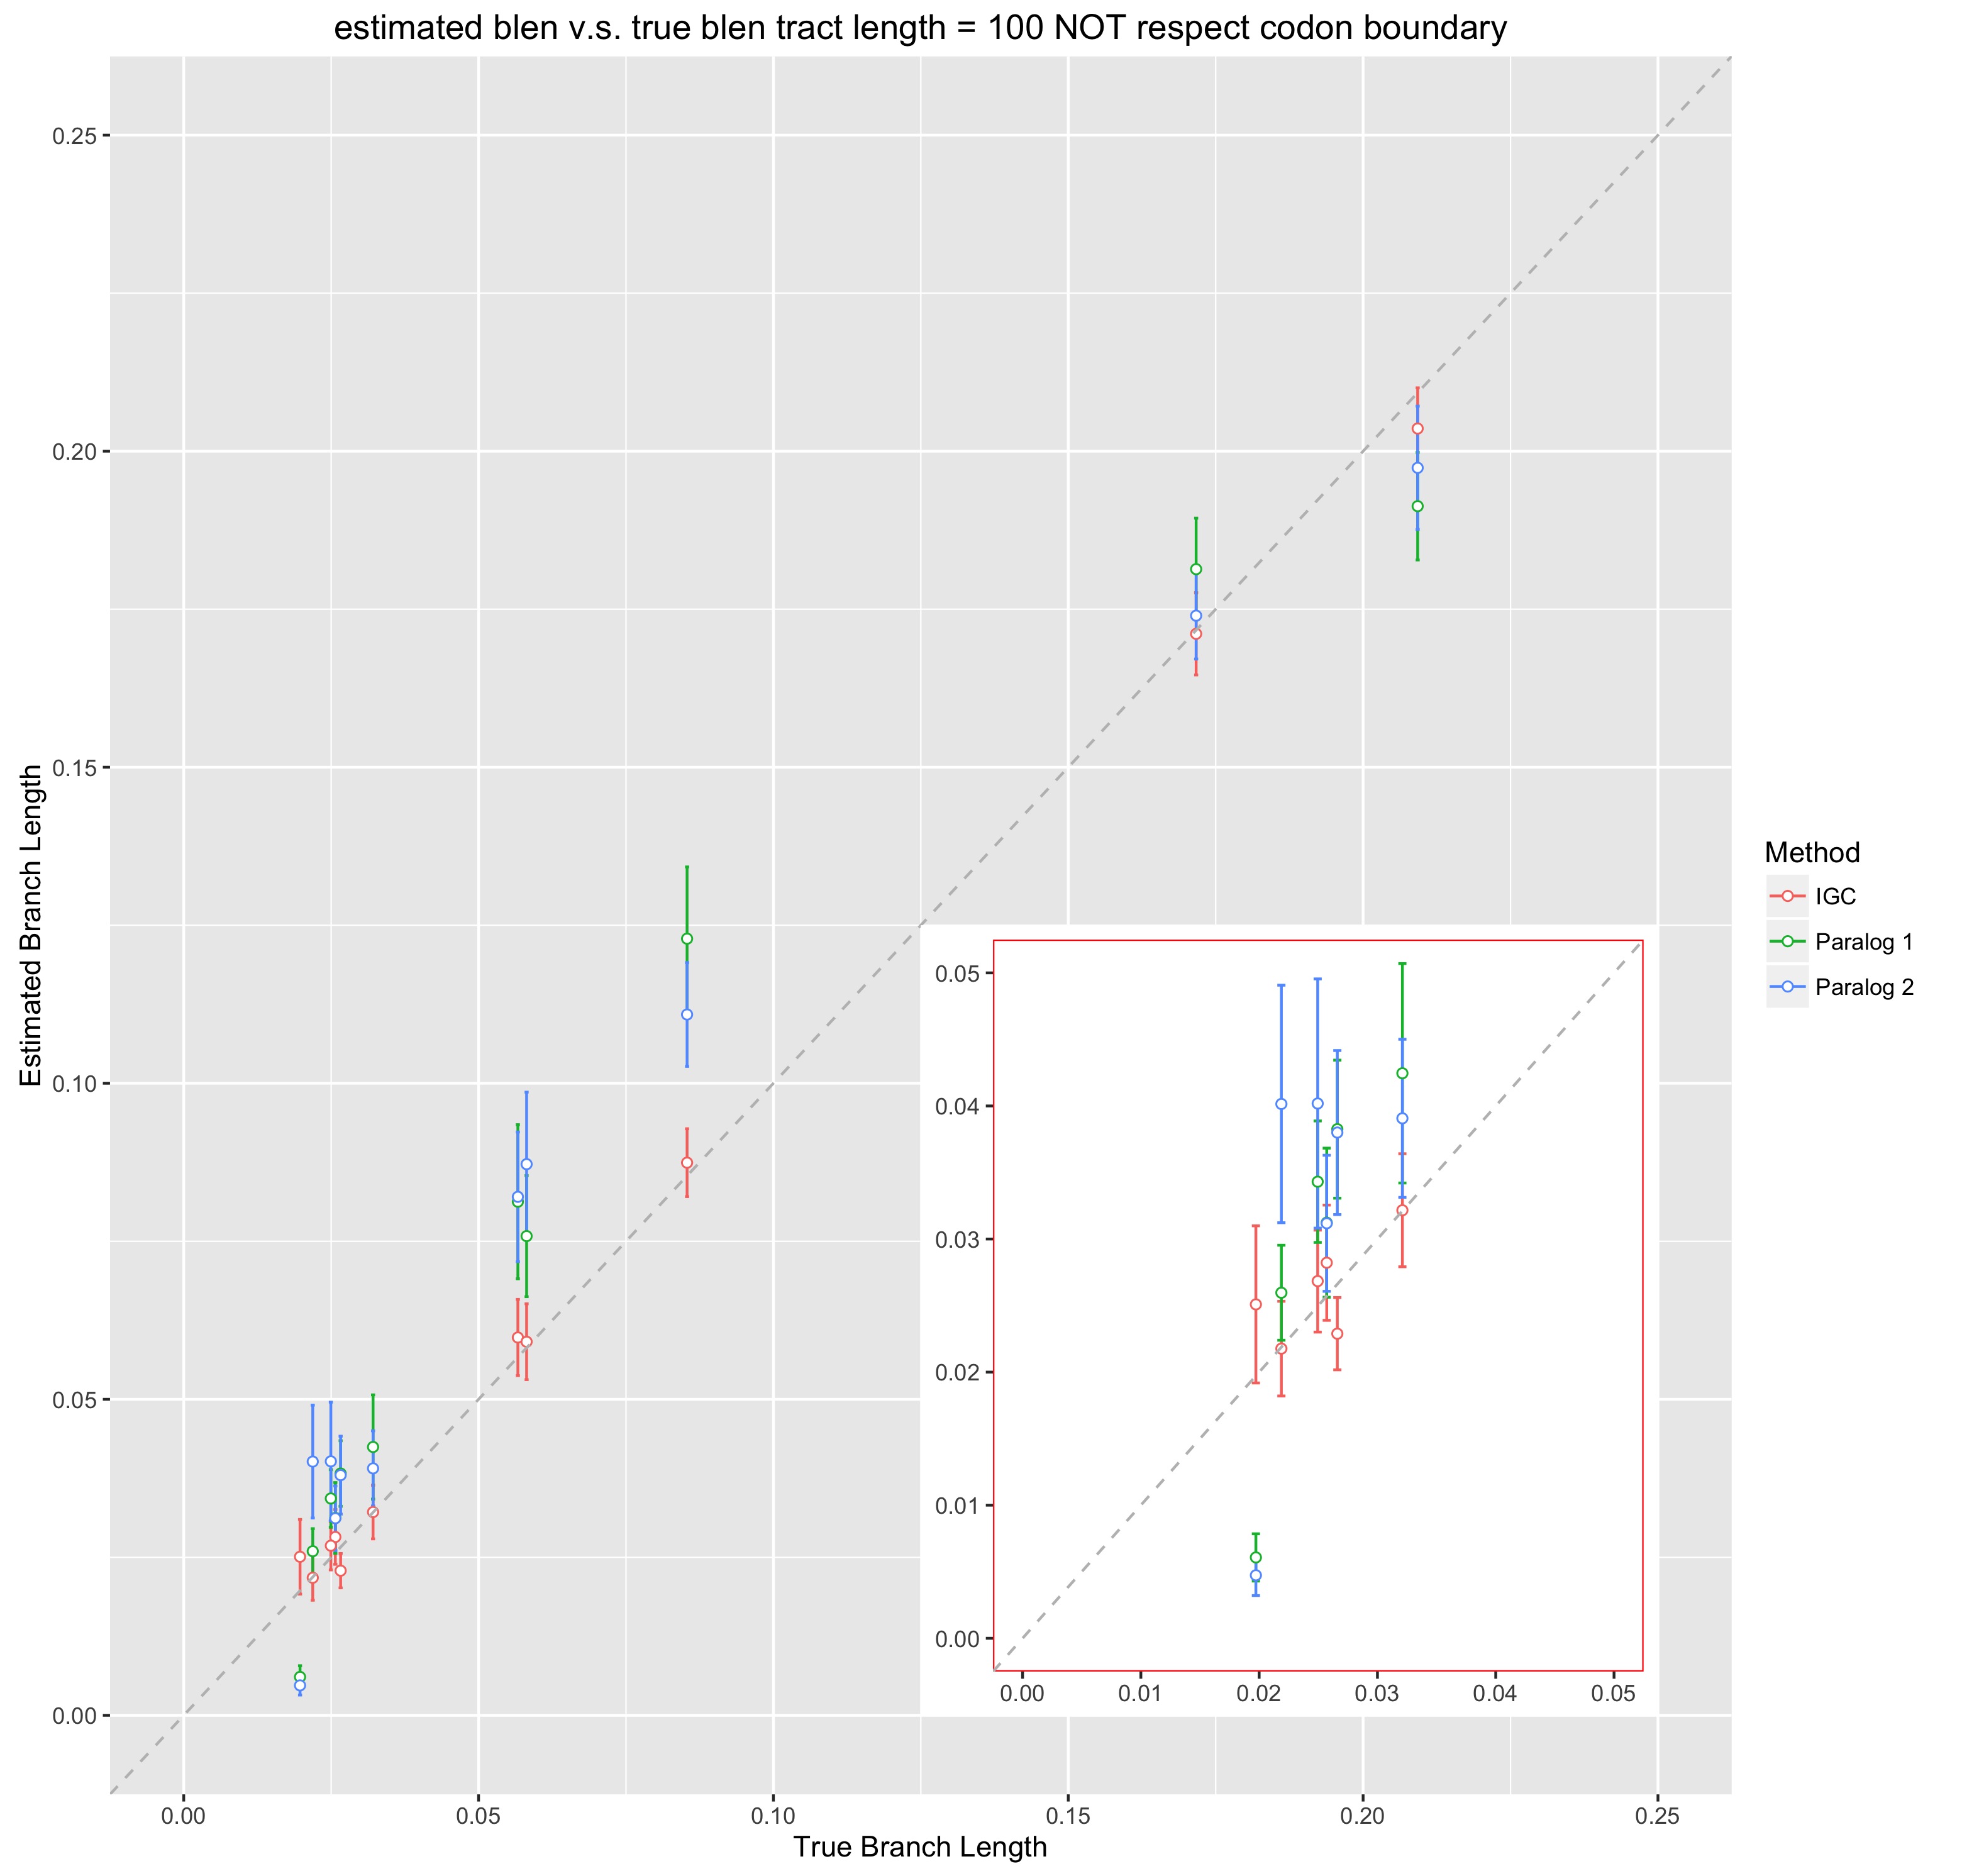 estimated blen v.s. true blen tract length = 100 NOT respect codon boundary
Estimated Branch Length
0.25
0.20
0.15
0.10
0.05
0.00
0.00 0.05 0.10 0.15 0.20 0.25
True Branch Length
0.05
0.04
0.03
0.02
0.01
0.00
0.00 0.01 0.02 0.03 0.04 0.05
Method
IGC
Paralog 1
Paralog 2